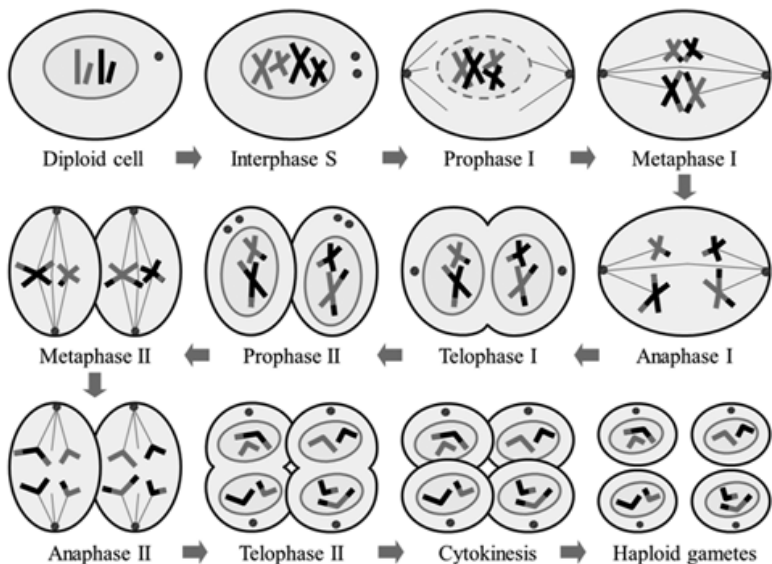 Diploid cell
Interphase S
Prophase I
Metaphase I
Metaphase II
Prophase II
Telophase I
Anaphase I
Anaphase II
Telophase II
Cytokinesis
Haploid gametes